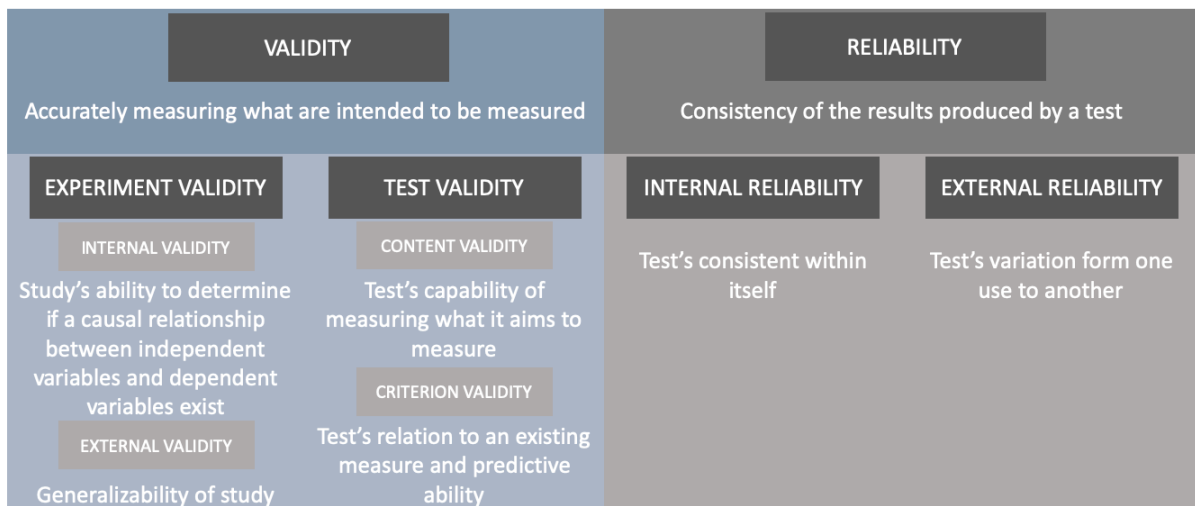 VALIDITY
Accurately measuring what are intended to be measured
EXPERIMENT VALIDITY
INTERNAL VALIDITY
Study's ability to determine
if a causal relationship
between independent
variables and dependent
variables exist
EXTERNAL VALIDITY
Generalizability of study
TEST VALIDITY
CONTENT VALIDITY
Test's capability of
measuring what it aims to
measure
CRITERION VALIDITY
Test's relation to an existing
measure and predictive
ability
RELIABILITY
Consistency of the results produced by a test
INTERNAL RELIABILITY
Test's consistent within
itself
EXTERNAL RELIABILITY
Test's variation form one
use to another